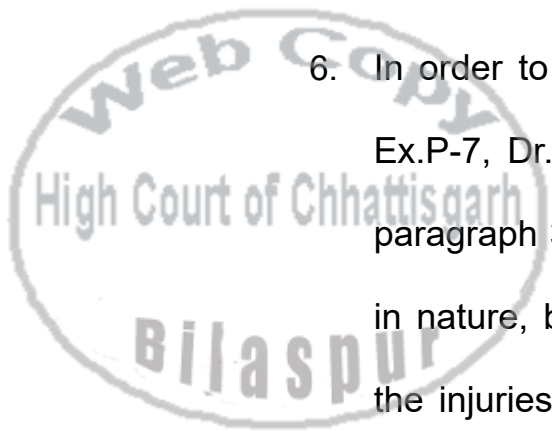 Web Copy
6. In order to
Ex.P-7, Dr.
High Court of Chhattisgarh
paragraph
in nature, b
Bilaspur
the injuries